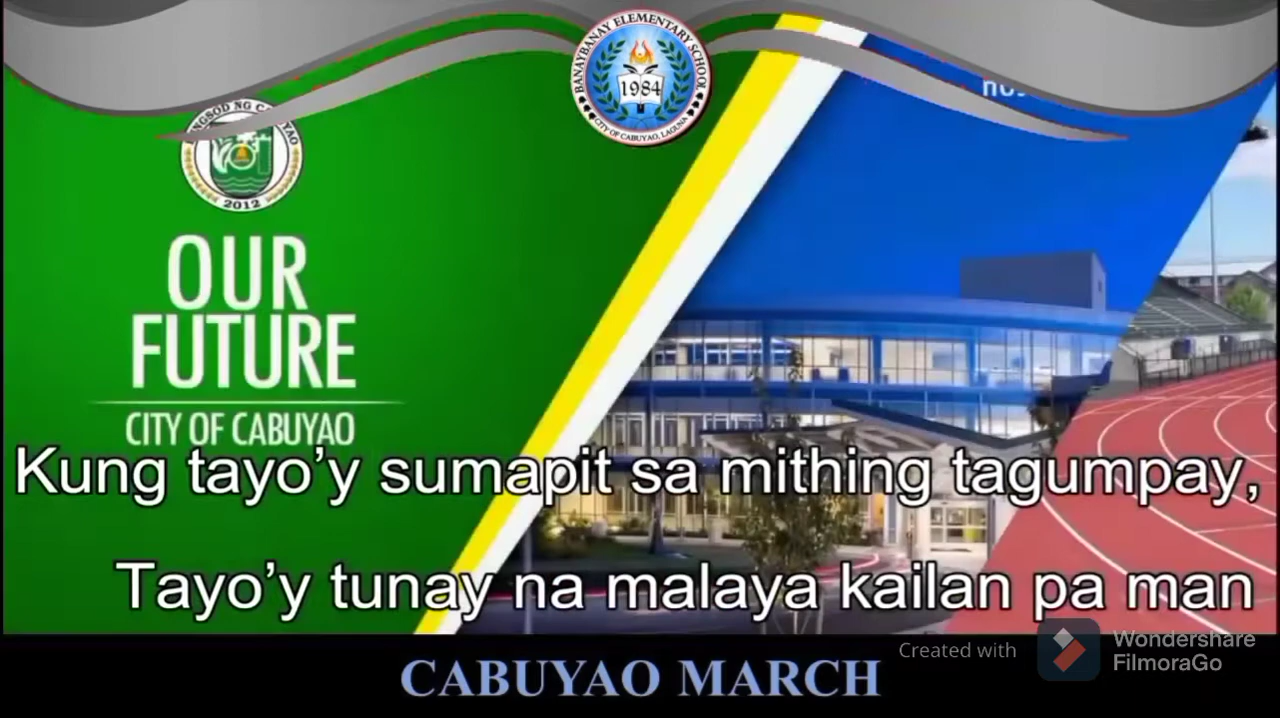 BANAYBANAY ELEMENTARY SCHOOL
1984
CITY OF CABUYAO, LAGUNA
2012
OUR
FUTURE
CITY OF CABUYAO
Kung tayo’y sumapit sa mithing tagumpay,
Tayo’y tunay na malaya kailan pa man
Created with
Wondershare
FilmoraGo
CABUYAO MARCH